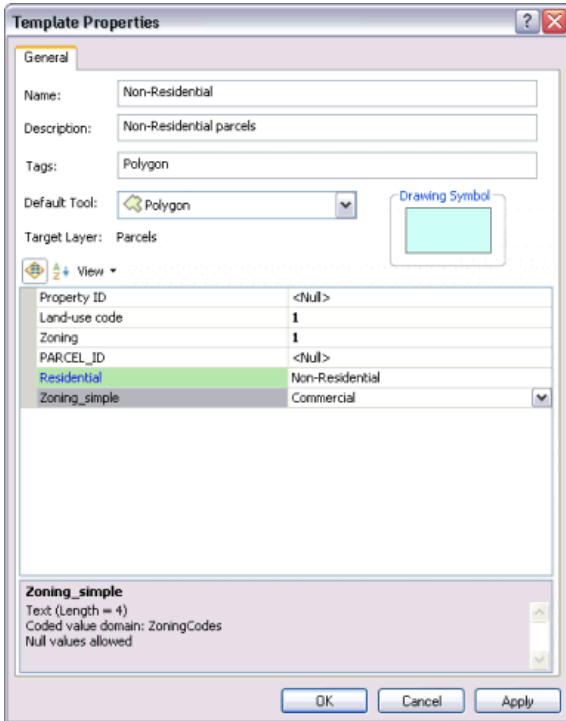 Template Properties
General
Name: Non-Residential
Description: Non-Residential parcels
Tags: Polygon
Default Tool: Polygon
Drawing Symbol
Target Layer: Parcels
View
Property ID <Null>
Land-use code 1
Zoning 1
PARCEL_ID <Null>
Residential Non-Residential
Zoning_simple Commercial
Zoning_simple
Text (Length = 4)
Coded value domain: ZoningCodes
Null values allowed
OK Cancel Apply